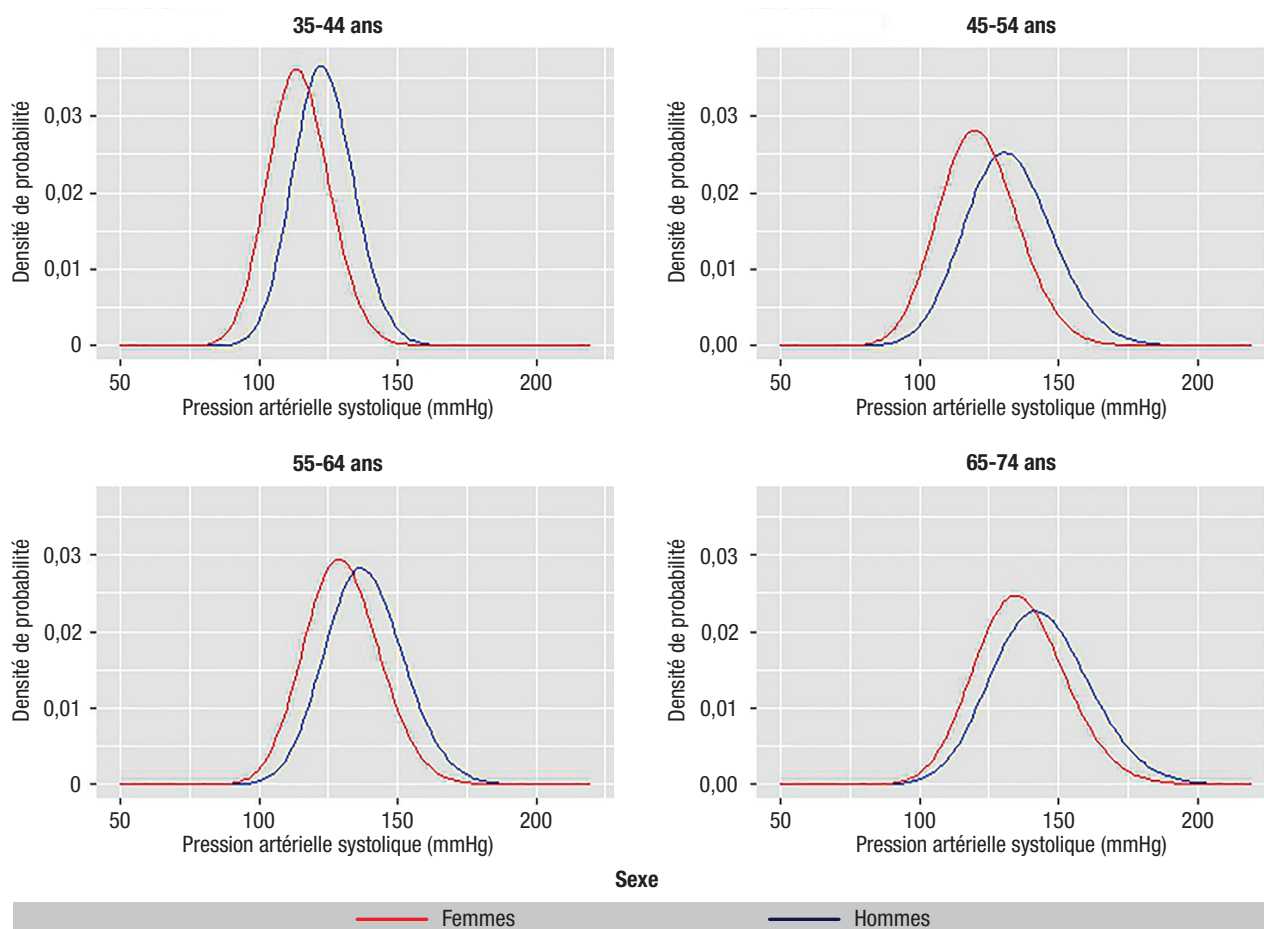 35-44 ans
45-54 ans
Densité de probabilité
0,03
0,02
0,01
0
50
100
150
200
Pression artérielle systolique (mmHg)
Densité de probabilité
0,03
0,02
0,01
0,00
50
100
150
200
Pression artérielle systolique (mmHg)
55-64 ans
65-74 ans
Densité de probabilité
0,03
0,02
0,01
0
50
100
150
200
Pression artérielle systolique (mmHg)
Densité de probabilité
0,03
0,02
0,01
0,00
50
100
150
200
Pression artérielle systolique (mmHg)
Sexe
Femmes
Hommes